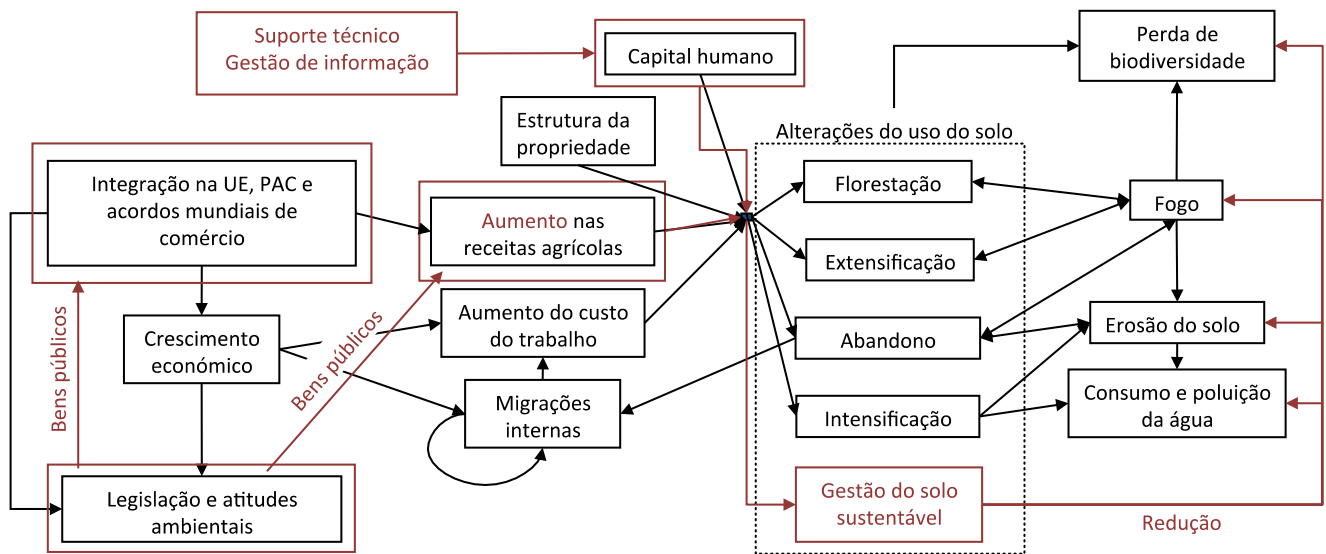 Suporte técnico
Gestão de informação
Capital humano
Perda de
biodiversidade
Estrutura da
propriedade
Alterações do uso do solo
Integração na UE, PAC e
acordos mundiais de
comércio
Aumento nas
receitas agrícolas
Florestação
Fogo
Extensificação
Bens públicos
Crescimento
económico
Bens públicos
Aumento do custo
do trabalho
Abandono
Erosão do solo
Migrações
internas
Intensificação
Consumo e poluição
da água
Legislação e atitudes
ambientais
Gestão do solo
sustentável
Redução